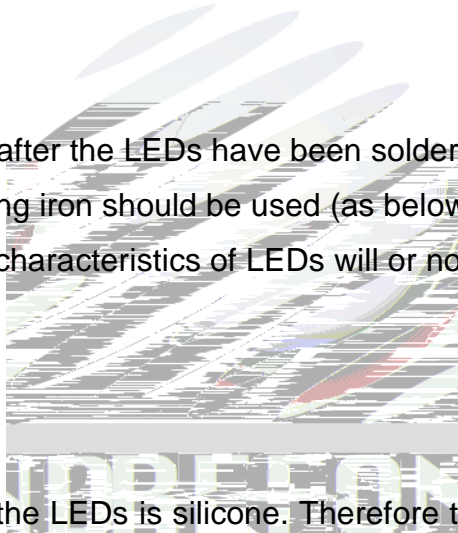 after the LEDs have been solder
ng iron should be used (as below
characteristics of LEDs will or no
the LEDs is silicone. Therefore t